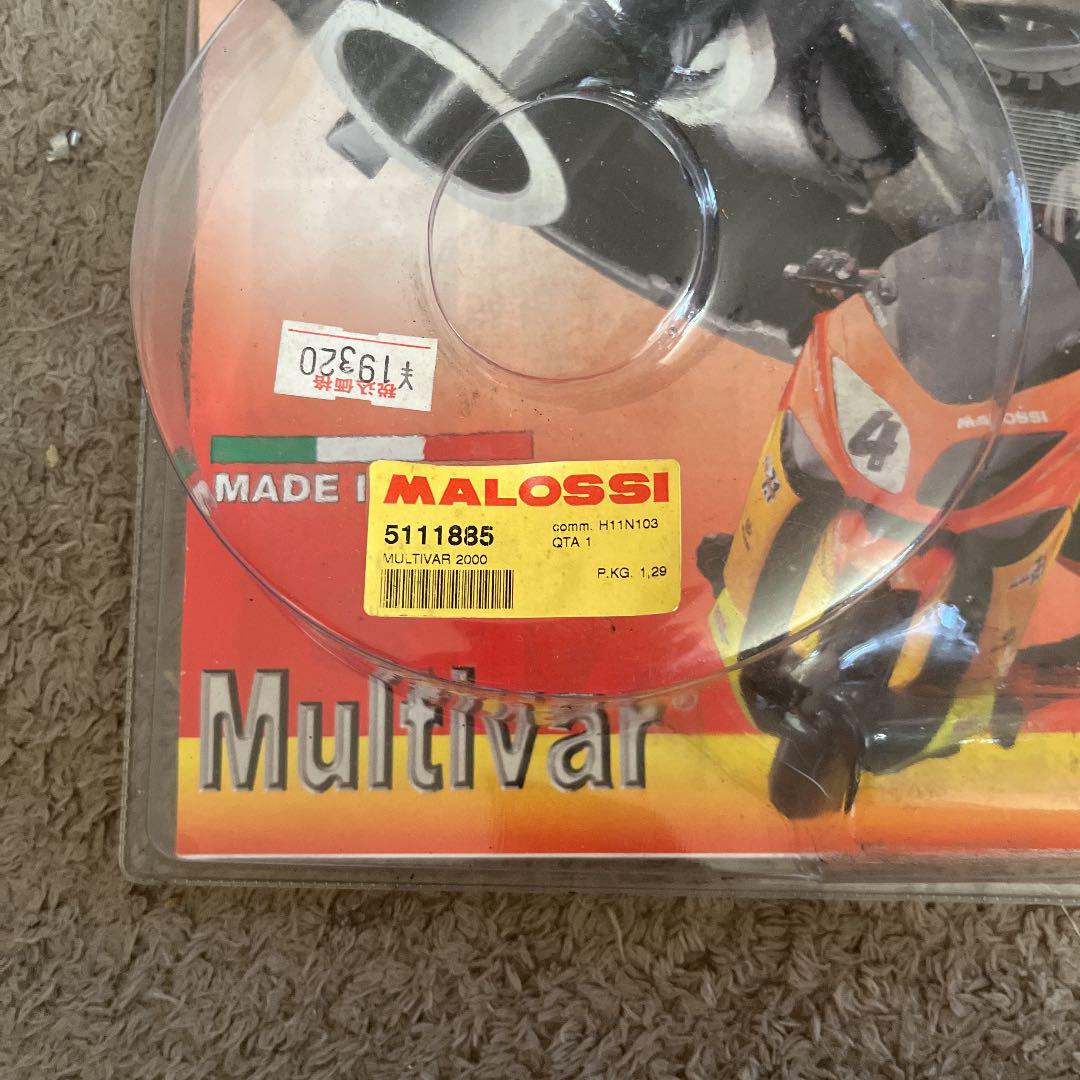 ¥19320
税込価格
MADE I
MALOSSI
5111885
comm. H11N103
MULTIVAR 2000
QTA 1
P.KG. 1,29
4
MALOSSI
Multivar®